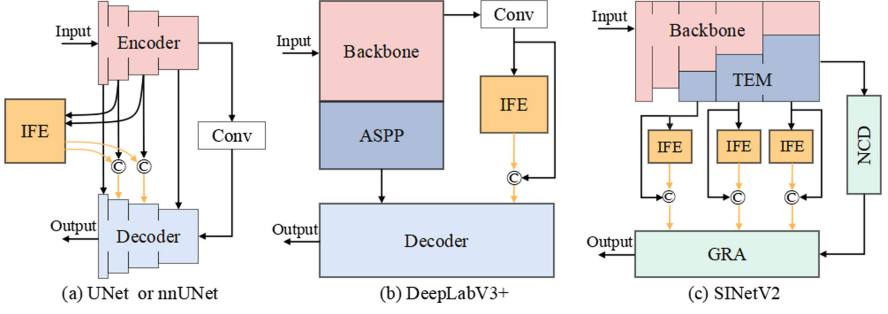 Input
Encoder
IFE
Conv
©
©
Output
Decoder
(a) UNet or nnUNet
Input
Backbone
Conv
IFE
ASPP
©
Output
Decoder
(b) DeepLabV3+
Input
Backbone
TEM
IFE
IFE
IFE
NCD
©
©
©
Output
GRA
(c) SINetV2